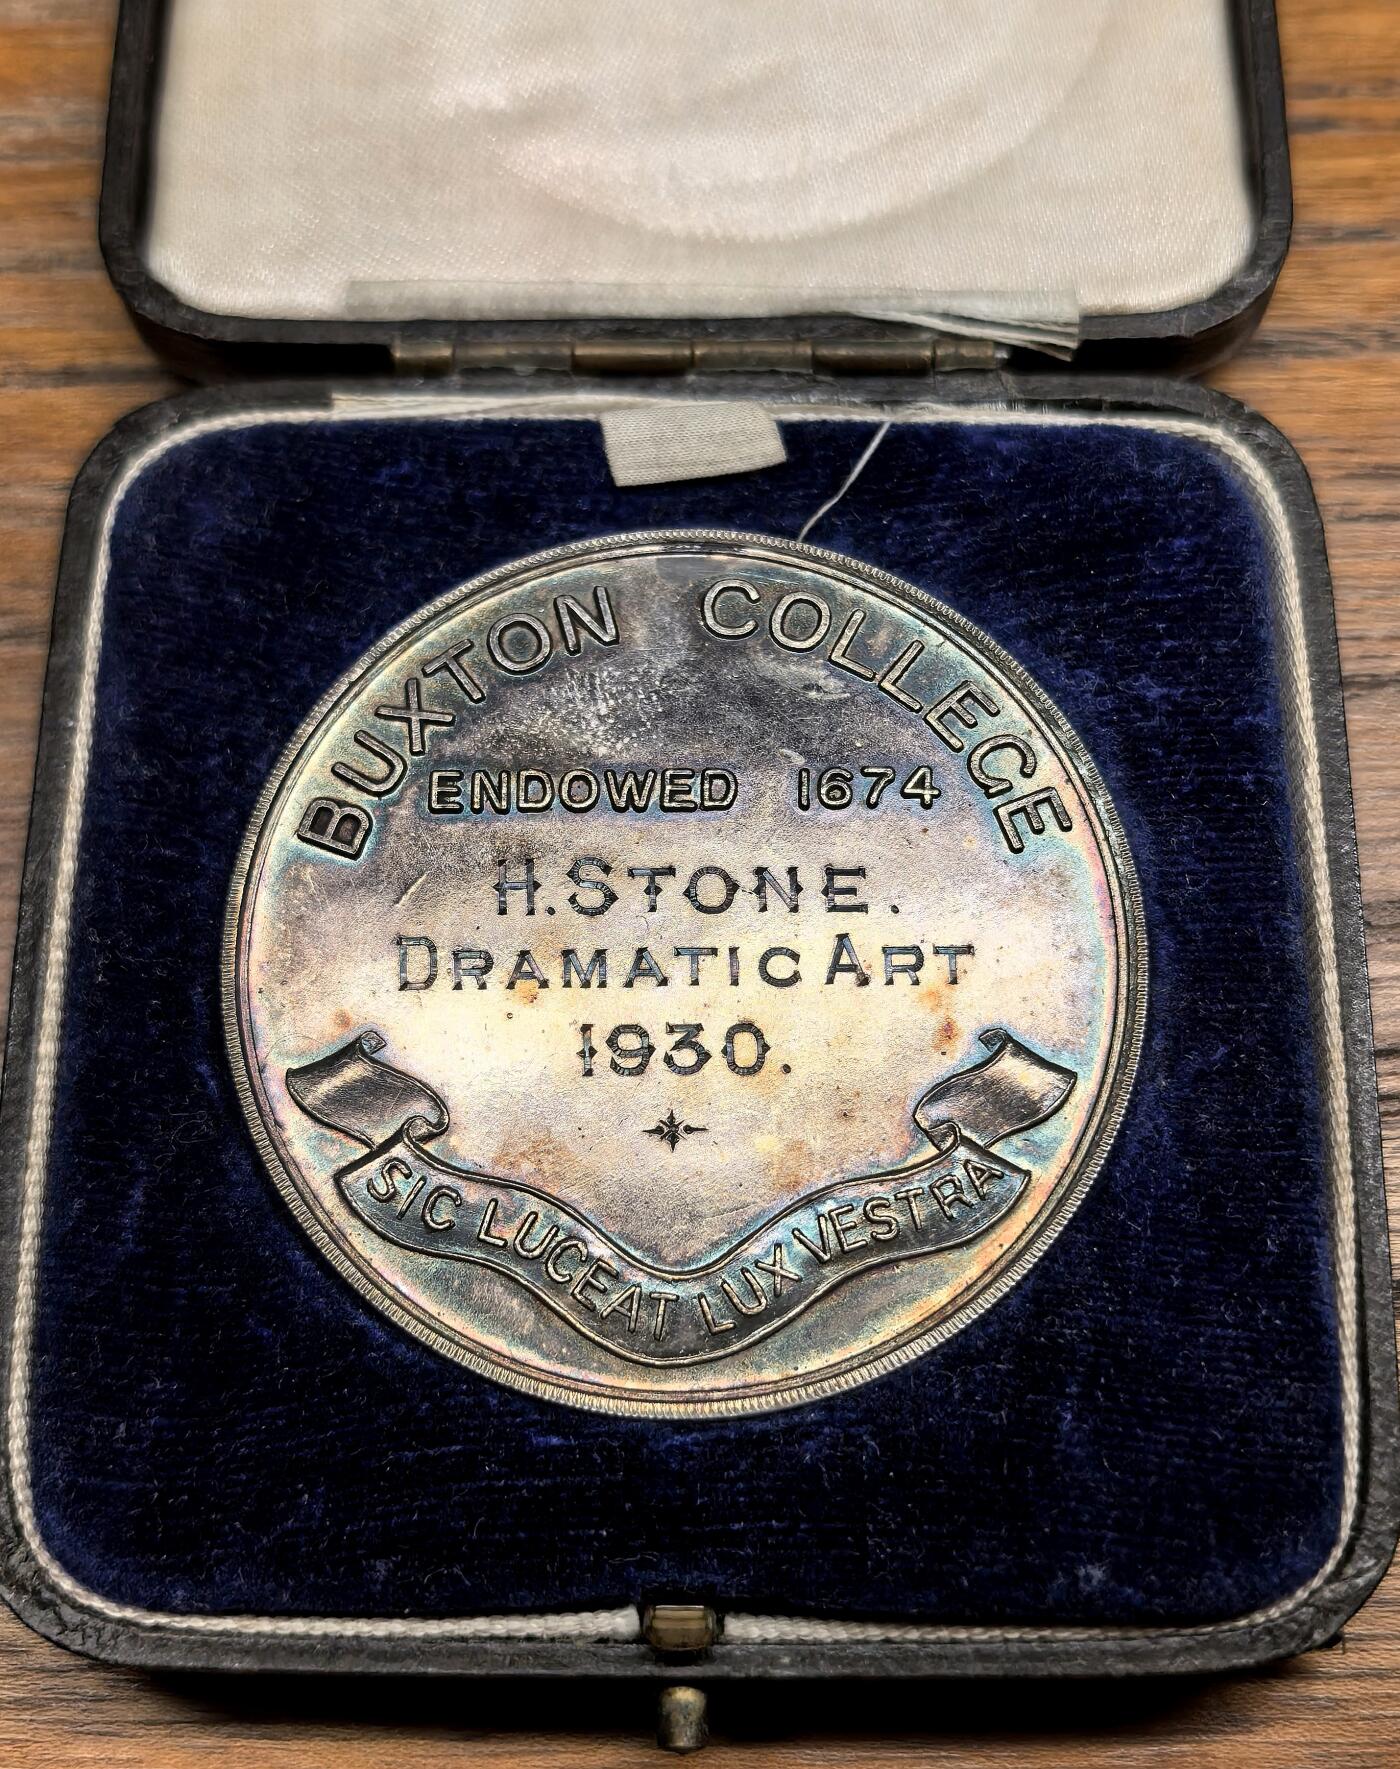 BUXTON COLLEGE
ENDOWED 1674
H. STONE.
DRAMATIC ART
1930.
SIC LUCEAT LUX VESTRA